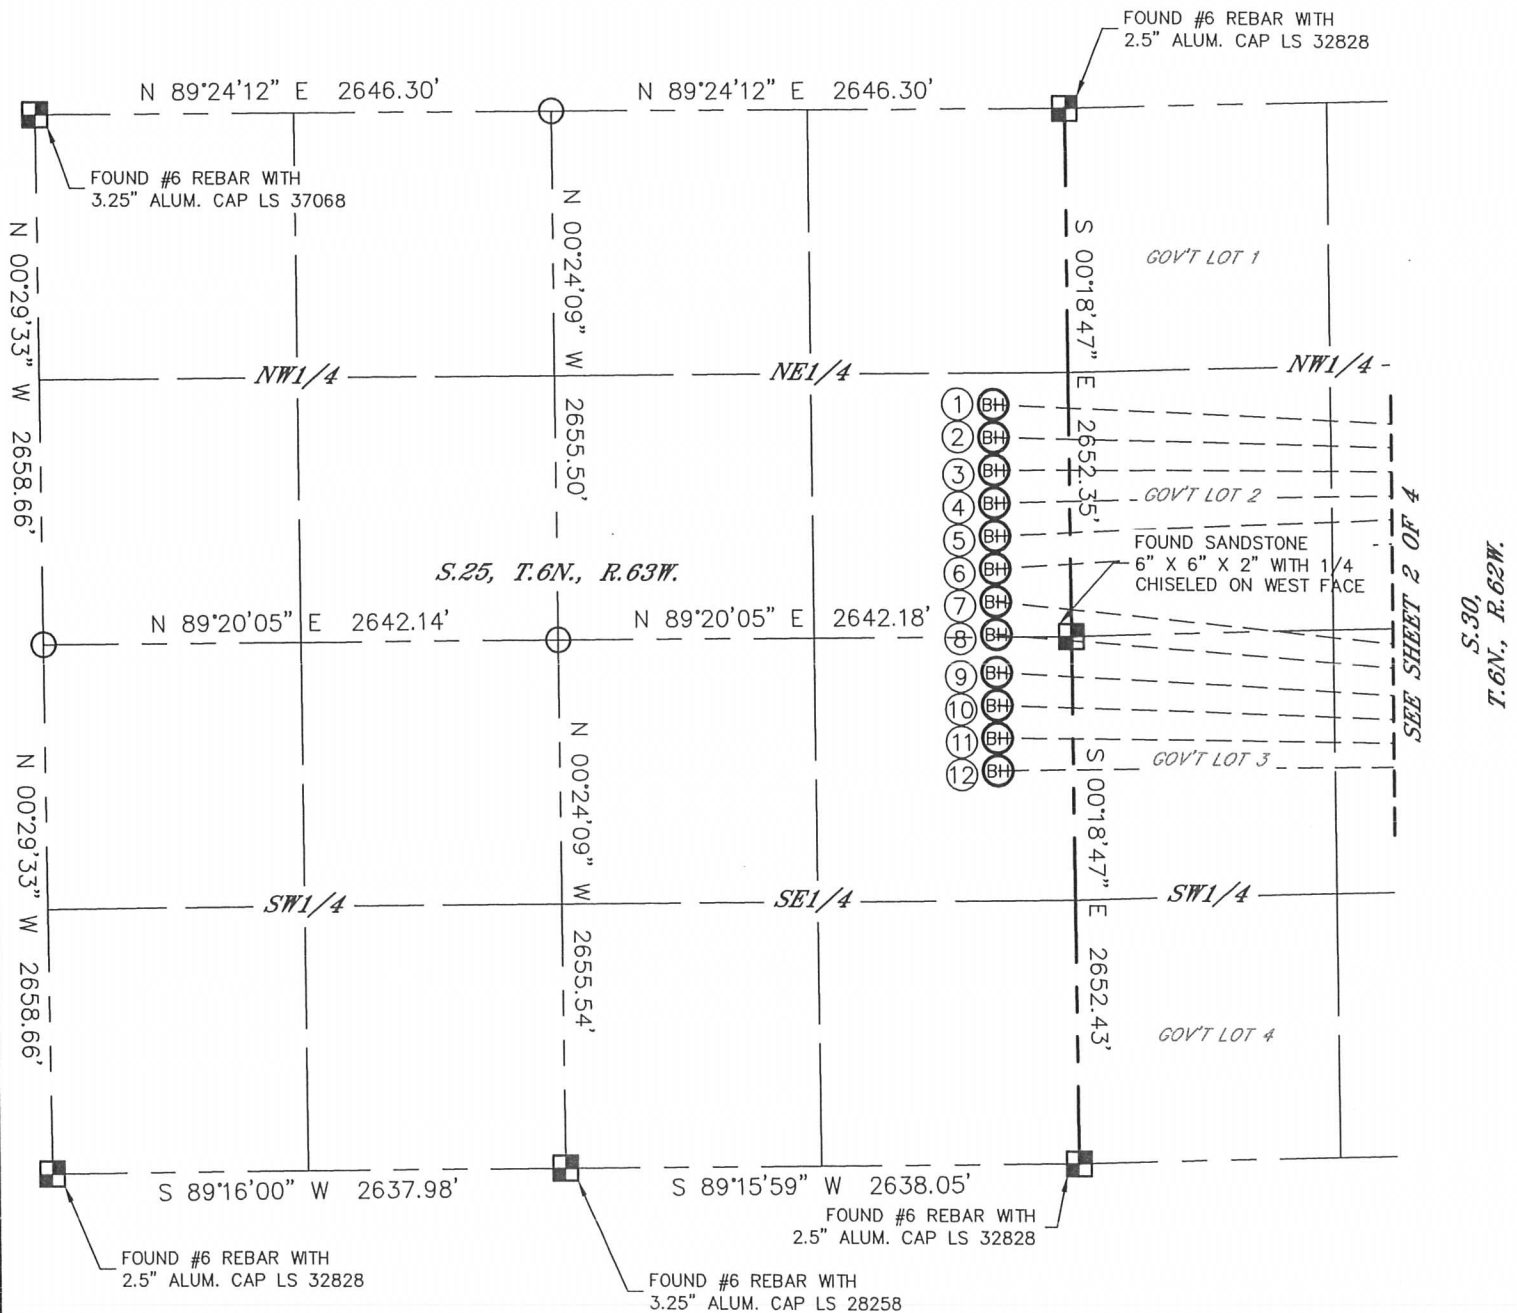 FOUND #6 REBAR WITH
2.5" ALUM. CAP LS 32828
N 89°24'12" E 2646.30'
N 89°24'12" E 2646.30'
FOUND #6 REBAR WITH
3.25" ALUM. CAP LS 37068
N 00°29'33" W 2658.66'
N 00°24'09" W 2655.50'
S 00°18'47" E 2652.35'
GOV'T LOT 1
NW1/4
NE1/4
NW1/4
1 BH
2 BH
3 BH
4 BH
GOV'T LOT 2
5 BH
6 BH
7 BH
8 BH
9 BH
10 BH
11 BH
12 BH
FOUND SANDSTONE
6" X 6" X 2" WITH 1/4
CHISELED ON WEST FACE
SEE SHEET 2 OF 4
S.30,
T.6N., R.62W.
S.25, T.6N., R.63W.
N 89°20'05" E 2642.14'
N 89°20'05" E 2642.18'
GOV'T LOT 3
N 00°29'33" W 2658.66'
N 00°24'09" W 2655.54'
S 00°18'47" E 2652.43'
SW1/4
SE1/4
SW1/4
GOV'T LOT 4
S 89°16'00" W 2637.98'
S 89°15'59" W 2638.05'
FOUND #6 REBAR WITH
2.5" ALUM. CAP LS 32828
FOUND #6 REBAR WITH
2.5" ALUM. CAP LS 32828
FOUND #6 REBAR WITH
3.25" ALUM. CAP LS 28258